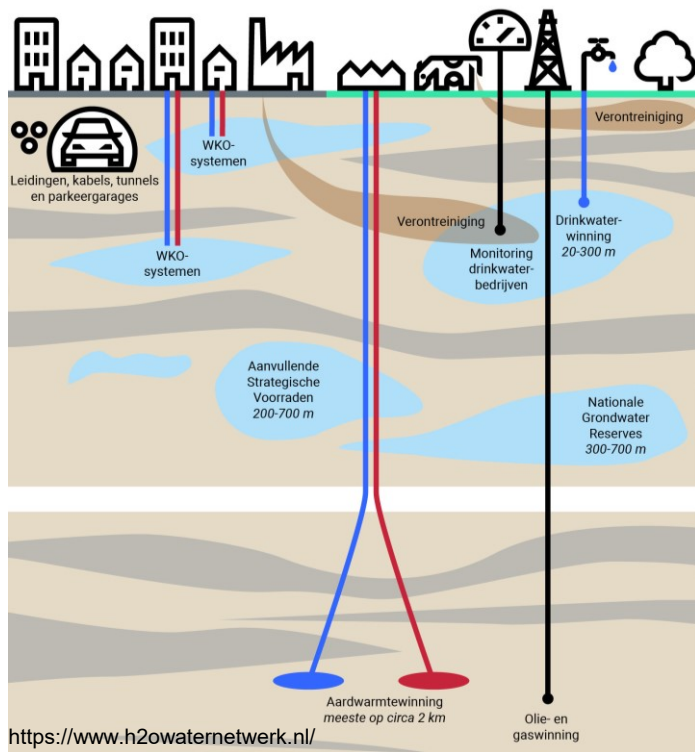 Verontreiniging
WKO-
systemen
Leidingen, kabels, tunnels
en parkeergarages
Verontreiniging
Drinkwater-
winning
20-300 m
WKO-
systemen
Monitoring
drinkwater-
bedrijven
Aanvullende
Strategische
Voorraden
200-700 m
Nationale
Grondwater
Reserves
300-700 m
Aardwarmtewinning
meeste op circa 2 km
Olie- en
gaswinning
https://www.h2owaternetwerk.nl/